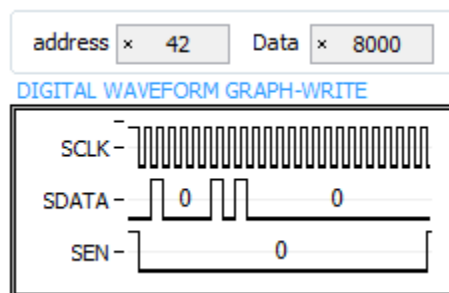 address × 42 Data × 8000
DIGITAL WAVEFORM GRAPH-WRITE
SCLK
SDATA 0 0
SEN 0